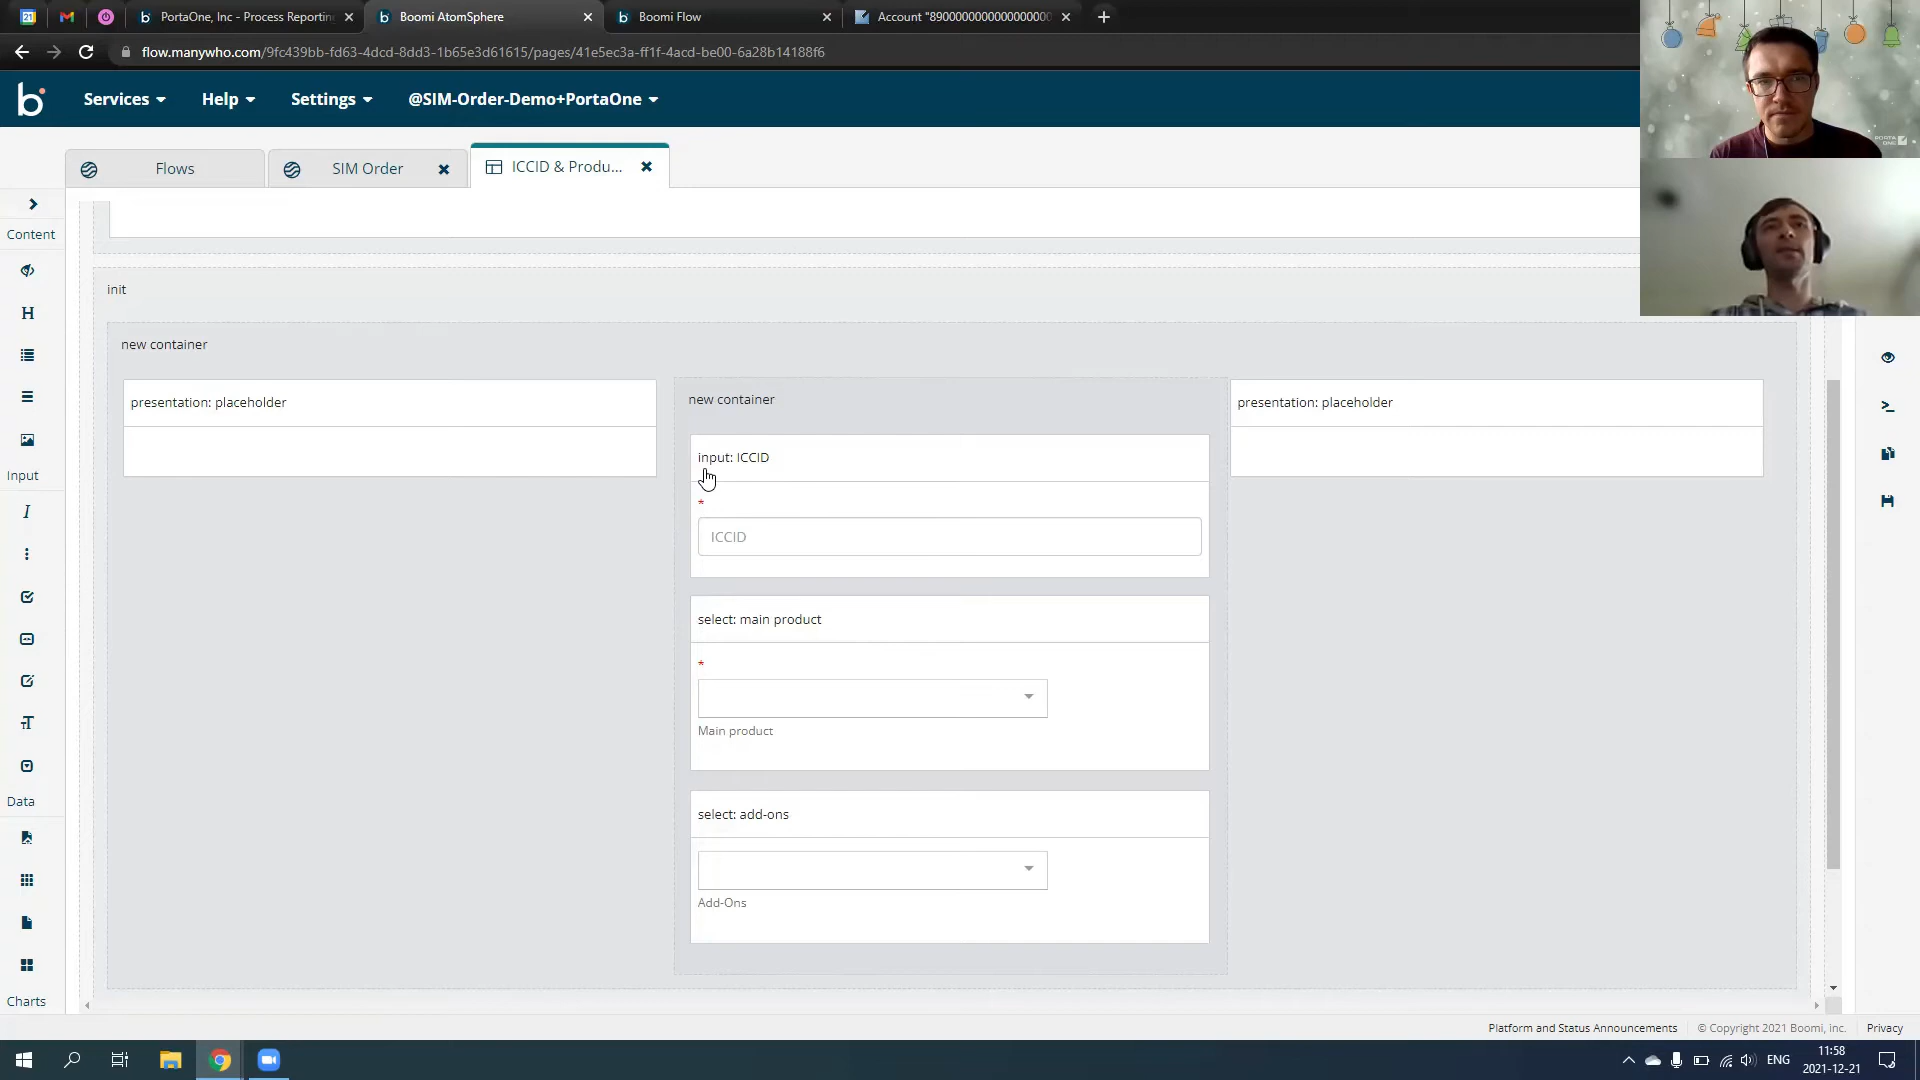 PortaOne, Inc - Process Reportin
Boomi AtomSphere
Boomi Flow
Account "8900000000000000000
flow.manywho.com/9fc439bb-fd63-4dcd-8dd3-1b65e3d61615/pages/41e5ec3a-ff1f-4acd-be00-6a28b14188f6
Services
Help
Settings
@SIM-Order-Demo+PortaOne
Flows
SIM Order
ICCID & Produ...
Content
Input
Data
Charts
init
new container
presentation: placeholder
new container
input: ICCID
*
ICCID
select: main product
*
Main product
select: add-ons
Add-Ons
presentation: placeholder
Platform and Status Announcements
© Copyright 2021 Boomi, Inc.
Privacy
ENG
11:58
2021-12-21